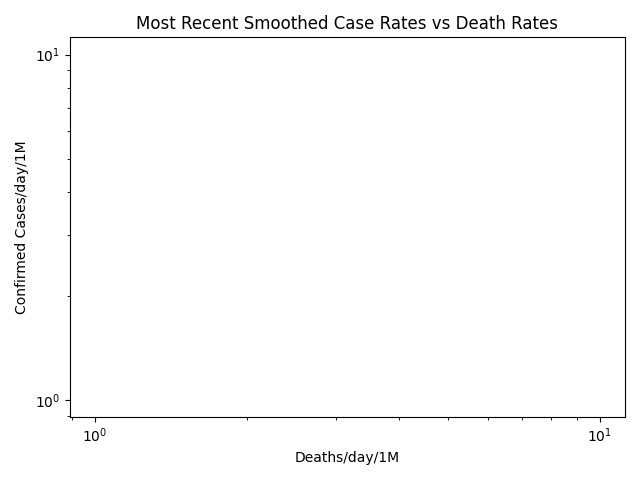 Most Recent Smoothed Case Rates vs Death Rates
10¹
Confirmed Cases/day/1M
10⁰
10⁰ 10¹
Deaths/day/1M